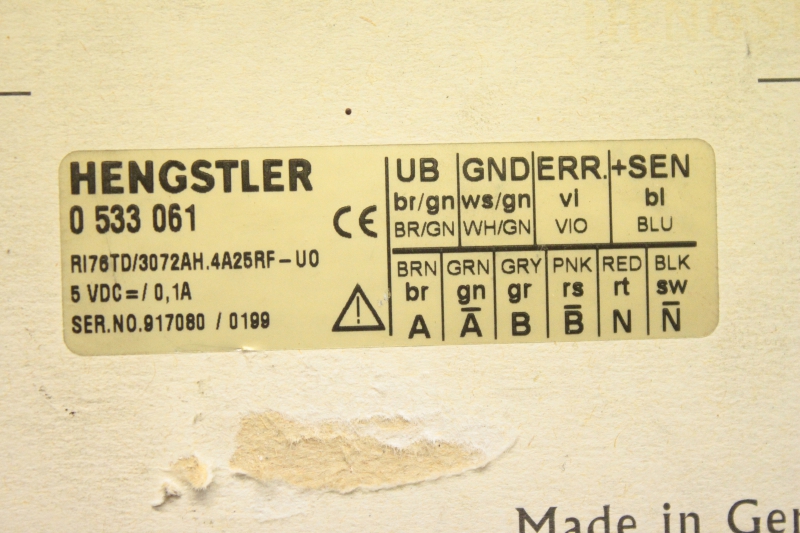 HENGSTLER
0 533 061
CE
RI76TD/3072AH.4A25RF-U0
5 VDC=/ 0,1A
SER.NO.917080 / 0199
UB GND ERR. +SEN
br/gn ws/gn vi bl
BR/GN WH/GN VIO BLU
BRN GRN GRY PNK RED BLK
br gn gr rs rt sw
A A̅ B B̅ N N̅
Made in Ger